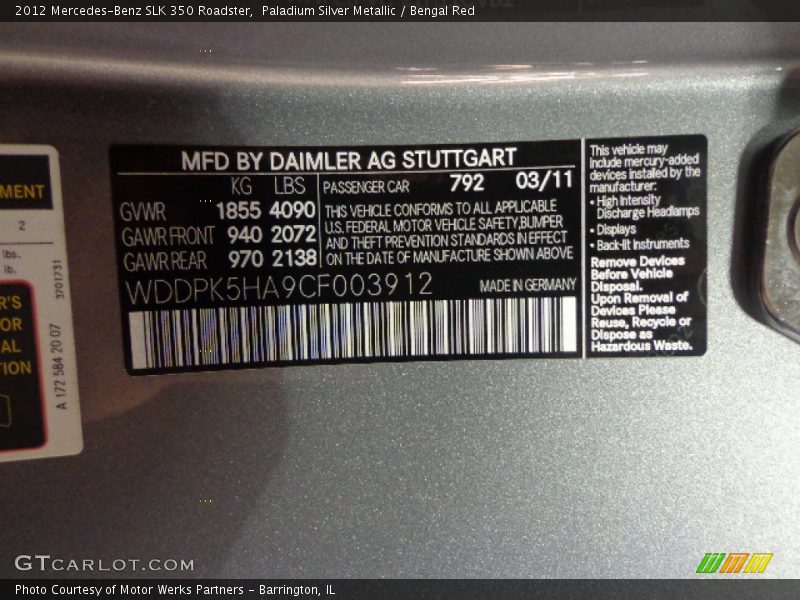 2012 Mercedes-Benz SLK 350 Roadster,  Paladium Silver Metallic / Bengal Red
MFD BY DAIMLER AG STUTTGART
KG LBS
GVWR 1855 4090
GAWR FRONT 940 2072
GAWR REAR 970 2138
PASSENGER CAR 792 03/11
THIS VEHICLE CONFORMS TO ALL APPLICABLE
U.S. FEDERAL MOTOR VEHICLE SAFETY,BUMPER
AND THEFT PREVENTION STANDARDS IN EFFECT
ON THE DATE OF MANUFACTURE SHOWN ABOVE
WDDPK5HA9CF003912
MADE IN GERMANY
This vehicle may
include mercury-added
devices installed by the
manufacturer:
• High Intensity
Discharge Headlamps
• Displays
• Back-lit Instruments
Remove Devices
Before Vehicle
Disposal.
Upon Removal of
Devices Please
Reuse, Recycle or
Dispose as
Hazardous Waste.
MENT
2
lbs.
lb.
3701731
A 172 584 20 07
R'S
OR
AL
TION
GTCARLOT.COM
Photo Courtesy of Motor Werks Partners - Barrington, IL